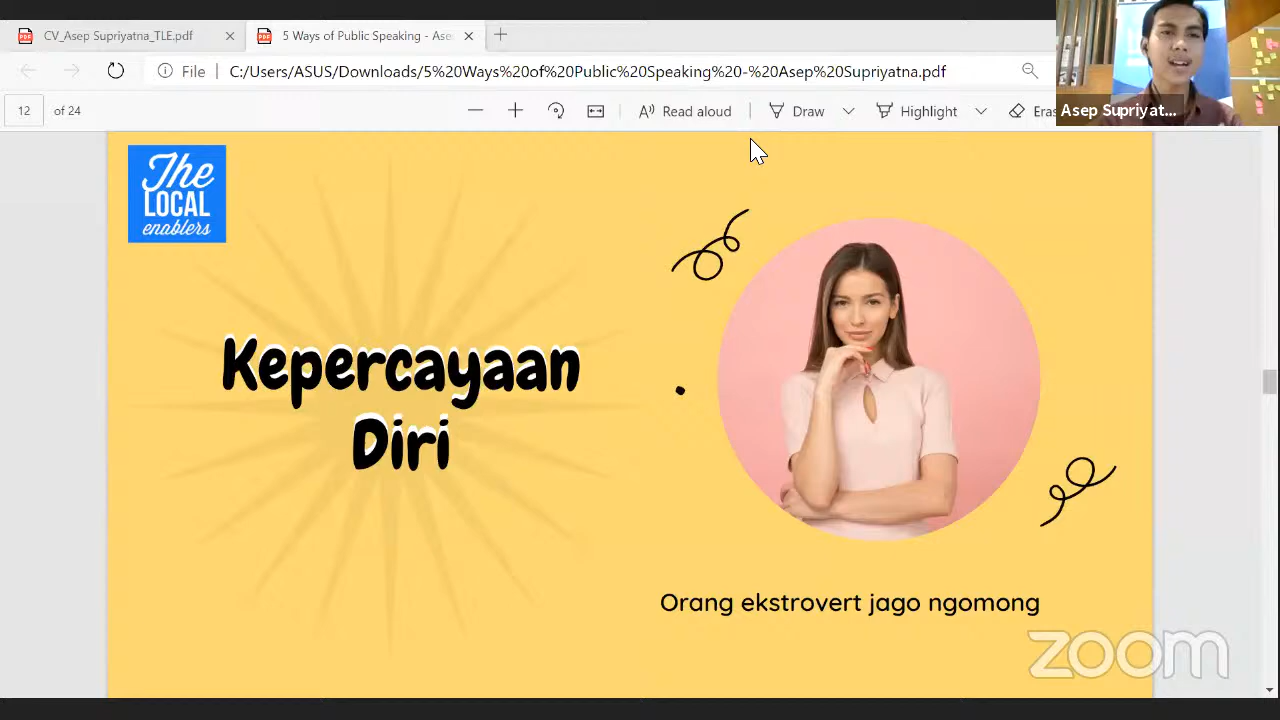 CV_Asep Supriyatna_TLE.pdf
5 Ways of Public Speaking - Ase
File
C:/Users/ASUS/Downloads/5%20Ways%20of%20Public%20Speaking%20-%20Asep%20Supriyatna.pdf
12 of 24
Read aloud
Draw
Highlight
Eras
Asep Supriyat...
The
LOCAL
enablers
Kepercayaan
Diri
Orang ekstrovert jago ngomong
zoom